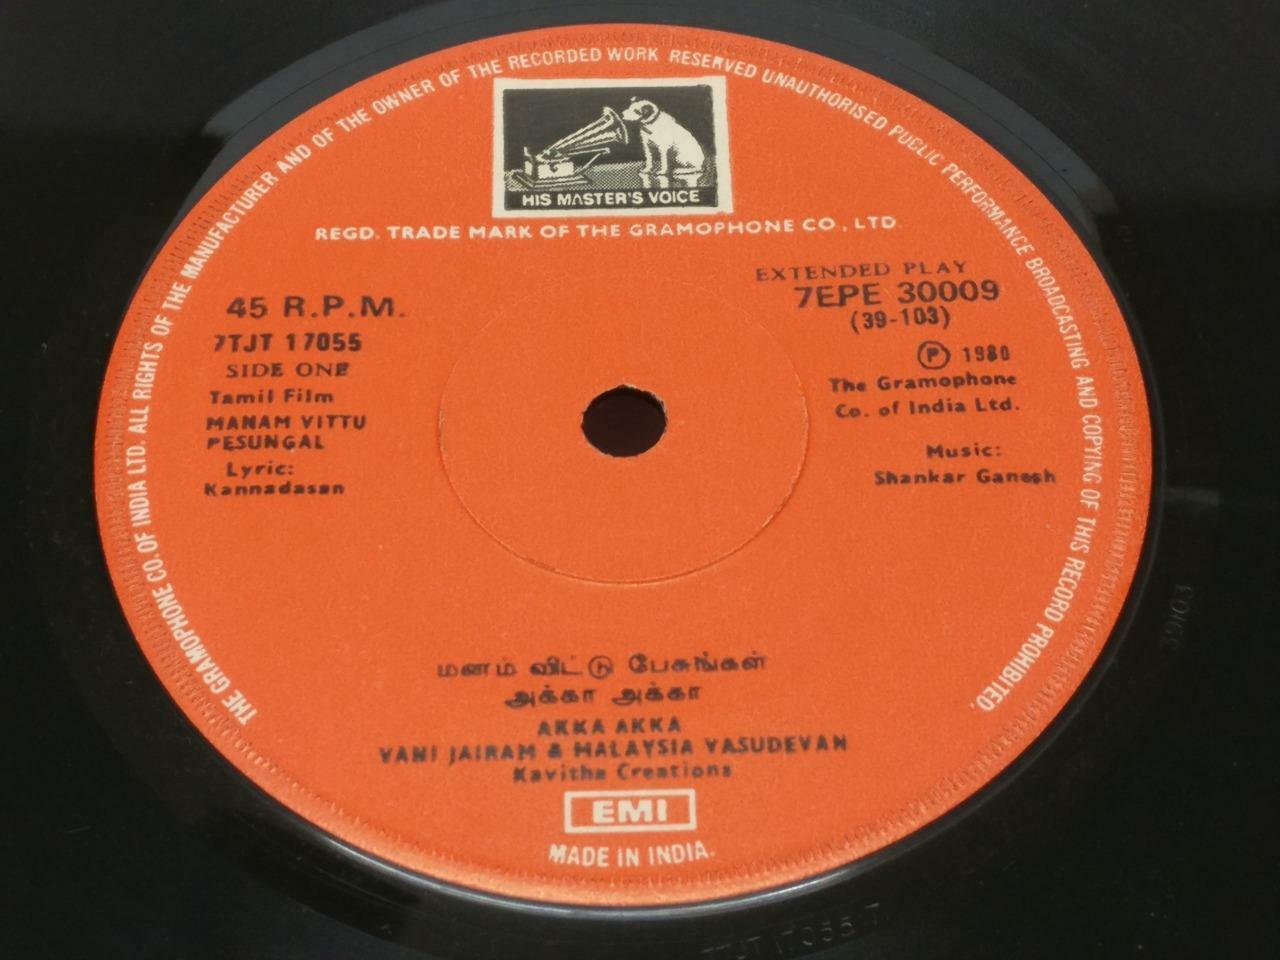 THE GRAMOPHONE CO. OF INDIA LTD. ALL RIGHTS OF THE MANUFACTURER AND OF THE OWNER OF THE RECORDED WORK RESERVED UNAUTHORISED PUBLIC PERFORMANCE BROADCASTING AND COPYING OF THIS RECORD PROHIBITED.
HIS MASTER'S VOICE
REGD. TRADE MARK OF THE GRAMOPHONE CO., LTD.
EXTENDED PLAY
45 R.P.M.
7EPE 30009
(39-103)
7TJT 17055
SIDE ONE
℗ 1980
Tamil Film
The Gramophone
Co. of India Ltd.
MANAM VITTU
PESUNGAL
Lyric:
Kannadasan
Music:
Shankar Ganesh
மனம் விட்டு பேசுங்கள்
அக்கா அக்கா
AKKA AKKA
VANI JAIRAM & MALAYSIA VASUDEVAN
Kavitha Creations
EMI
MADE IN INDIA.
39103